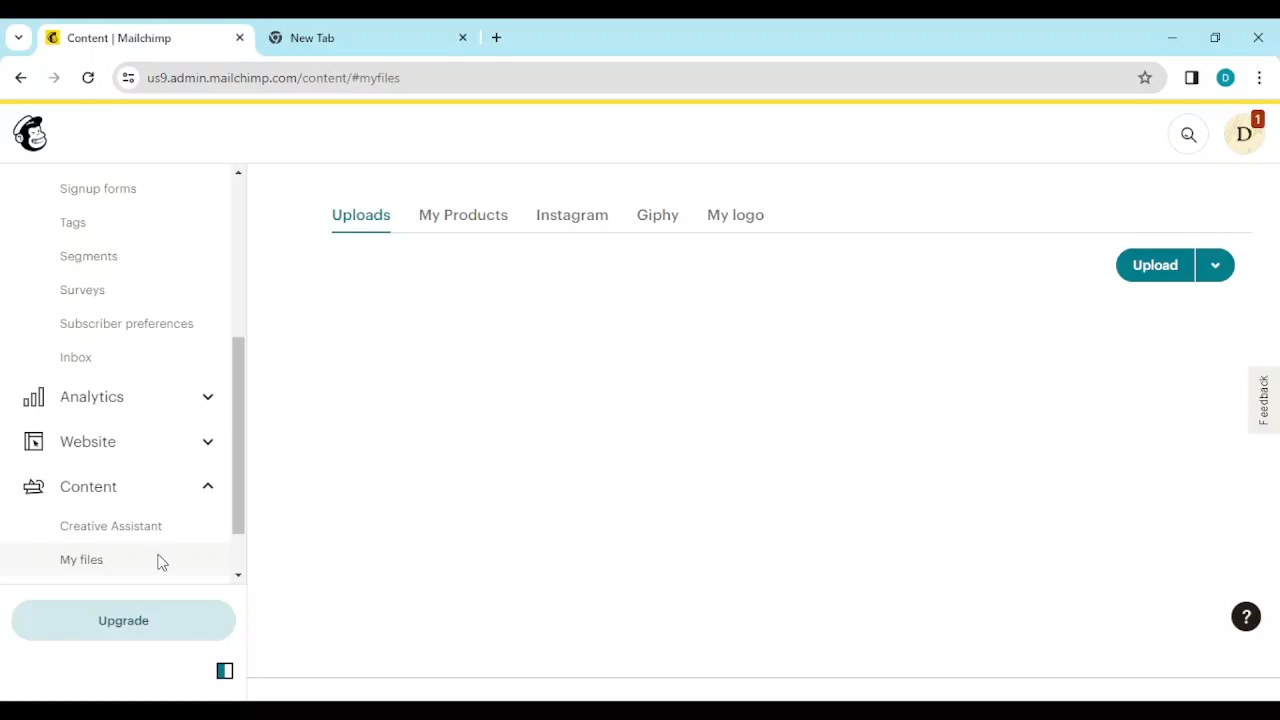 Content | Mailchimp
New Tab
us9.admin.mailchimp.com/content/#myfiles
D
D
1
Signup forms
Tags
Segments
Surveys
Subscriber preferences
Inbox
Analytics
Website
Content
Creative Assistant
My files
Upgrade
Uploads My Products Instagram Giphy My logo
Upload
Feedback
?